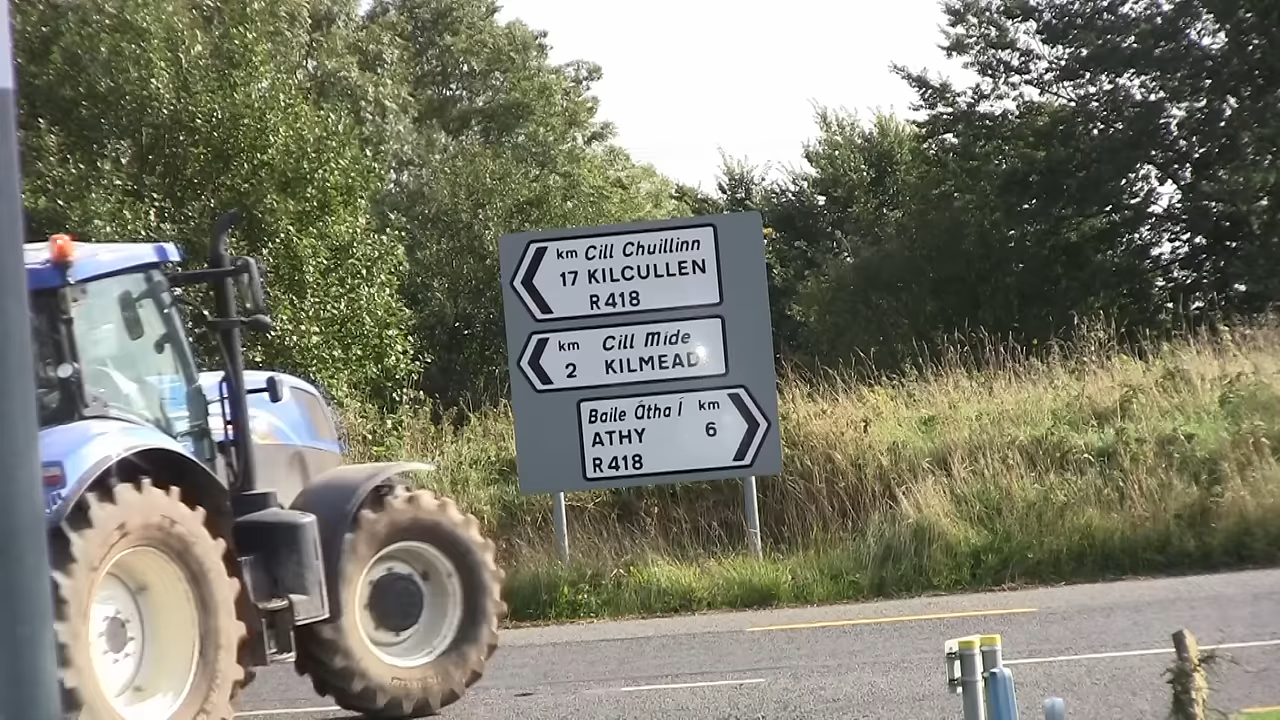 km Cill Chuillinn
17 KILCULLEN
R418
km Cill Mide
2 KILMEAD
Baile Átha Í km
ATHY 6
R418